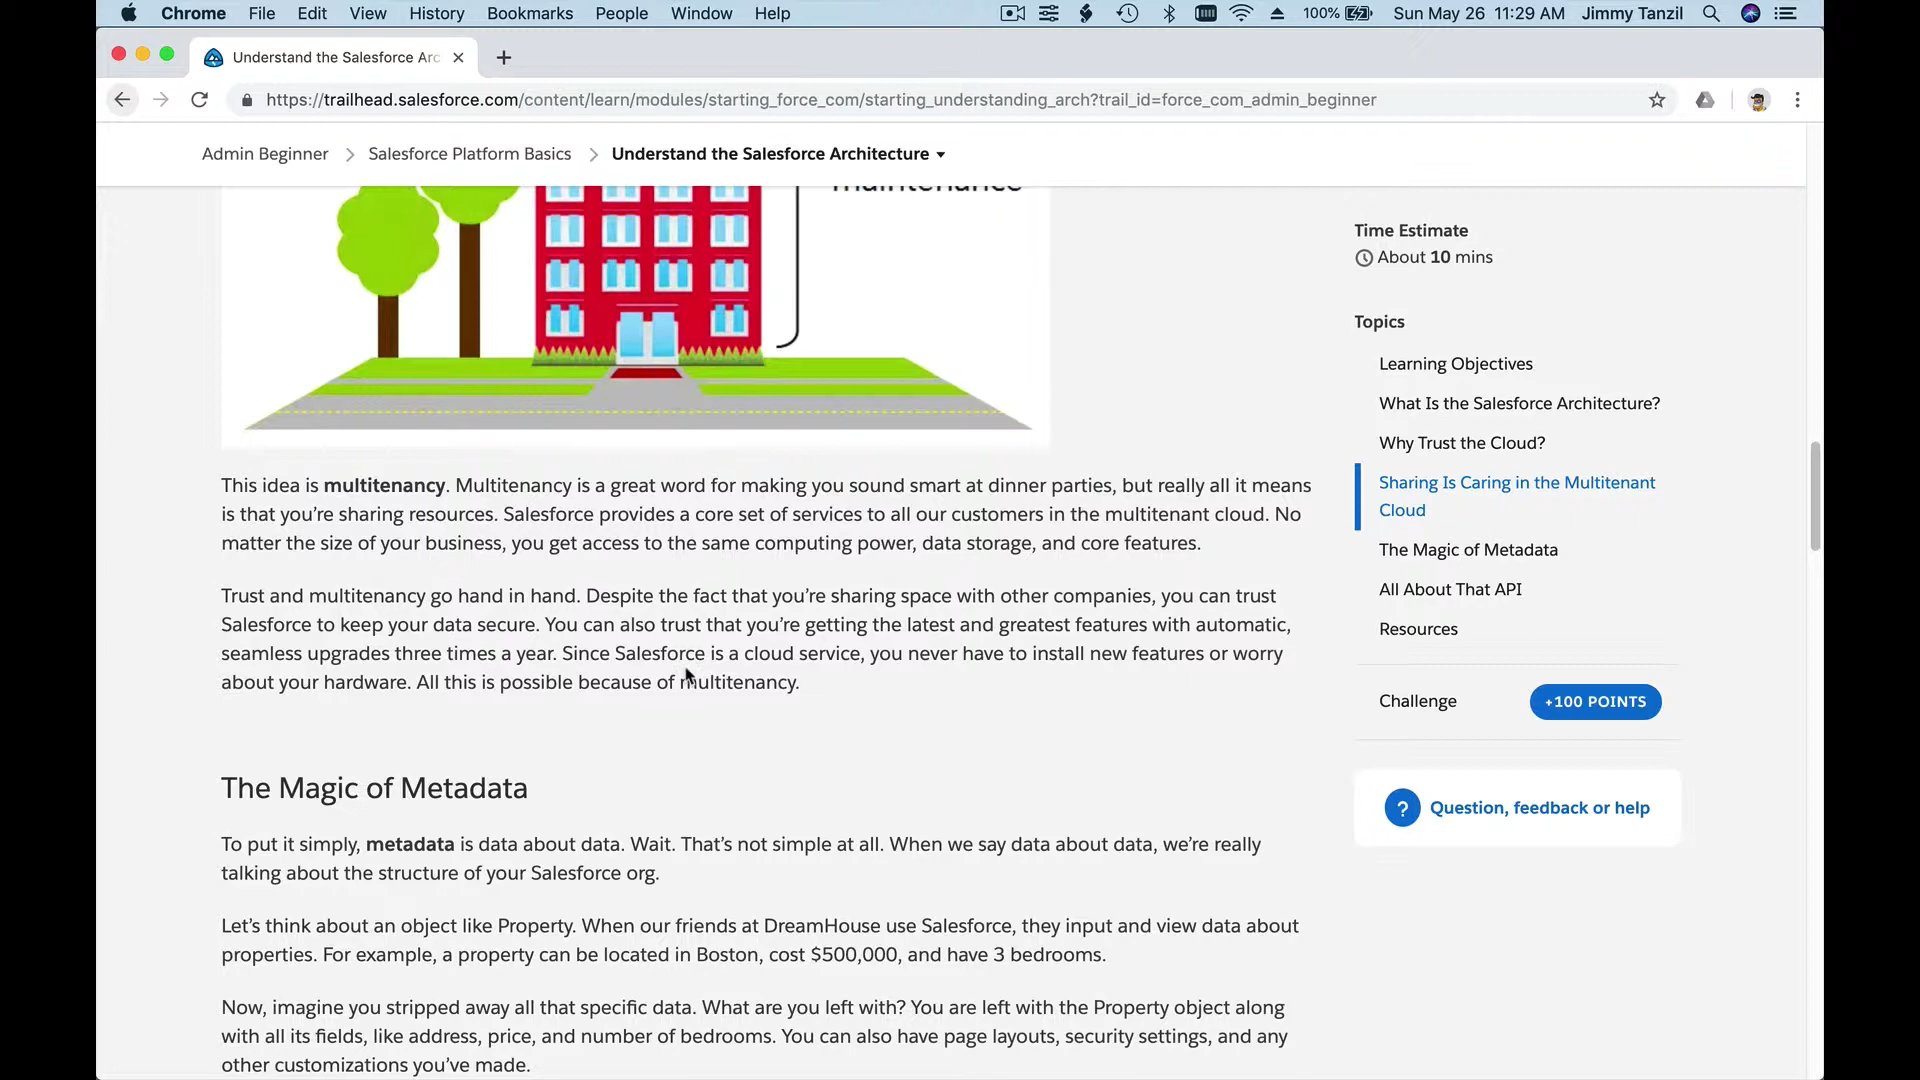 Chrome File Edit View History Bookmarks People Window Help 100% Sun May 26 11:29 AM Jimmy Tanzil
Understand the Salesforce Arc
https://trailhead.salesforce.com/content/learn/modules/starting_force_com/starting_understanding_arch?trail_id=force_com_admin_beginner
Admin Beginner Salesforce Platform Basics Understand the Salesforce Architecture
maintenance
This idea is multitenancy. Multitenancy is a great word for making you sound smart at dinner parties, but really all it means
is that you’re sharing resources. Salesforce provides a core set of services to all our customers in the multitenant cloud. No
matter the size of your business, you get access to the same computing power, data storage, and core features.
Trust and multitenancy go hand in hand. Despite the fact that you’re sharing space with other companies, you can trust
Salesforce to keep your data secure. You can also trust that you’re getting the latest and greatest features with automatic,
seamless upgrades three times a year. Since Salesforce is a cloud service, you never have to install new features or worry
about your hardware. All this is possible because of multitenancy.
The Magic of Metadata
To put it simply, metadata is data about data. Wait. That’s not simple at all. When we say data about data, we’re really
talking about the structure of your Salesforce org.
Let’s think about an object like Property. When our friends at DreamHouse use Salesforce, they input and view data about
properties. For example, a property can be located in Boston, cost $500,000, and have 3 bedrooms.
Now, imagine you stripped away all that specific data. What are you left with? You are left with the Property object along
with all its fields, like address, price, and number of bedrooms. You can also have page layouts, security settings, and any
other customizations you’ve made.
Time Estimate
About 10 mins
Topics
Learning Objectives
What Is the Salesforce Architecture?
Why Trust the Cloud?
Sharing Is Caring in the Multitenant
Cloud
The Magic of Metadata
All About That API
Resources
Challenge +100 POINTS
? Question, feedback or help